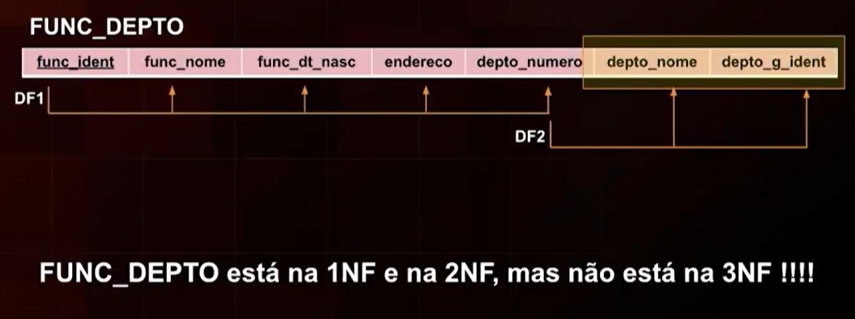 FUNC_DEPTO
func_ident func_nome func_dt_nasc endereco depto_numero depto_nome depto_g_ident
DF1
DF2
FUNC_DEPTO está na 1NF e na 2NF, mas não está na 3NF !!!!